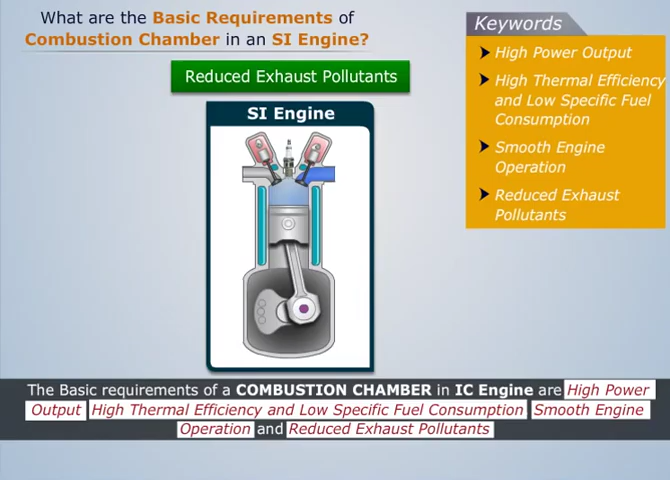 What are the Basic Requirements of
Combustion Chamber in an SI Engine?
Reduced Exhaust Pollutants
SI Engine
Keywords
High Power Output
High Thermal Efficiency
and Low Specific Fuel
Consumption
Smooth Engine
Operation
Reduced Exhaust
Pollutants
The Basic requirements of a COMBUSTION CHAMBER in IC Engine are High Power
Output High Thermal Efficiency and Low Specific Fuel Consumption Smooth Engine
Operation and Reduced Exhaust Pollutants